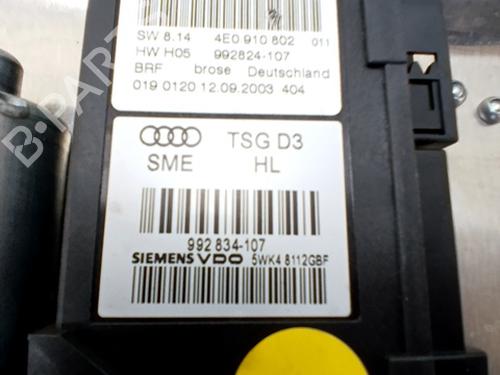 SW 8.14 4E0.910.802 011
HW H05 992824-107
BRF brose Deutschland
019 0120 12.09.2003 404
TSG D3
SME HL
992 834-107
SIEMENS VDO 5WK4 8112GBF
B-PARTS